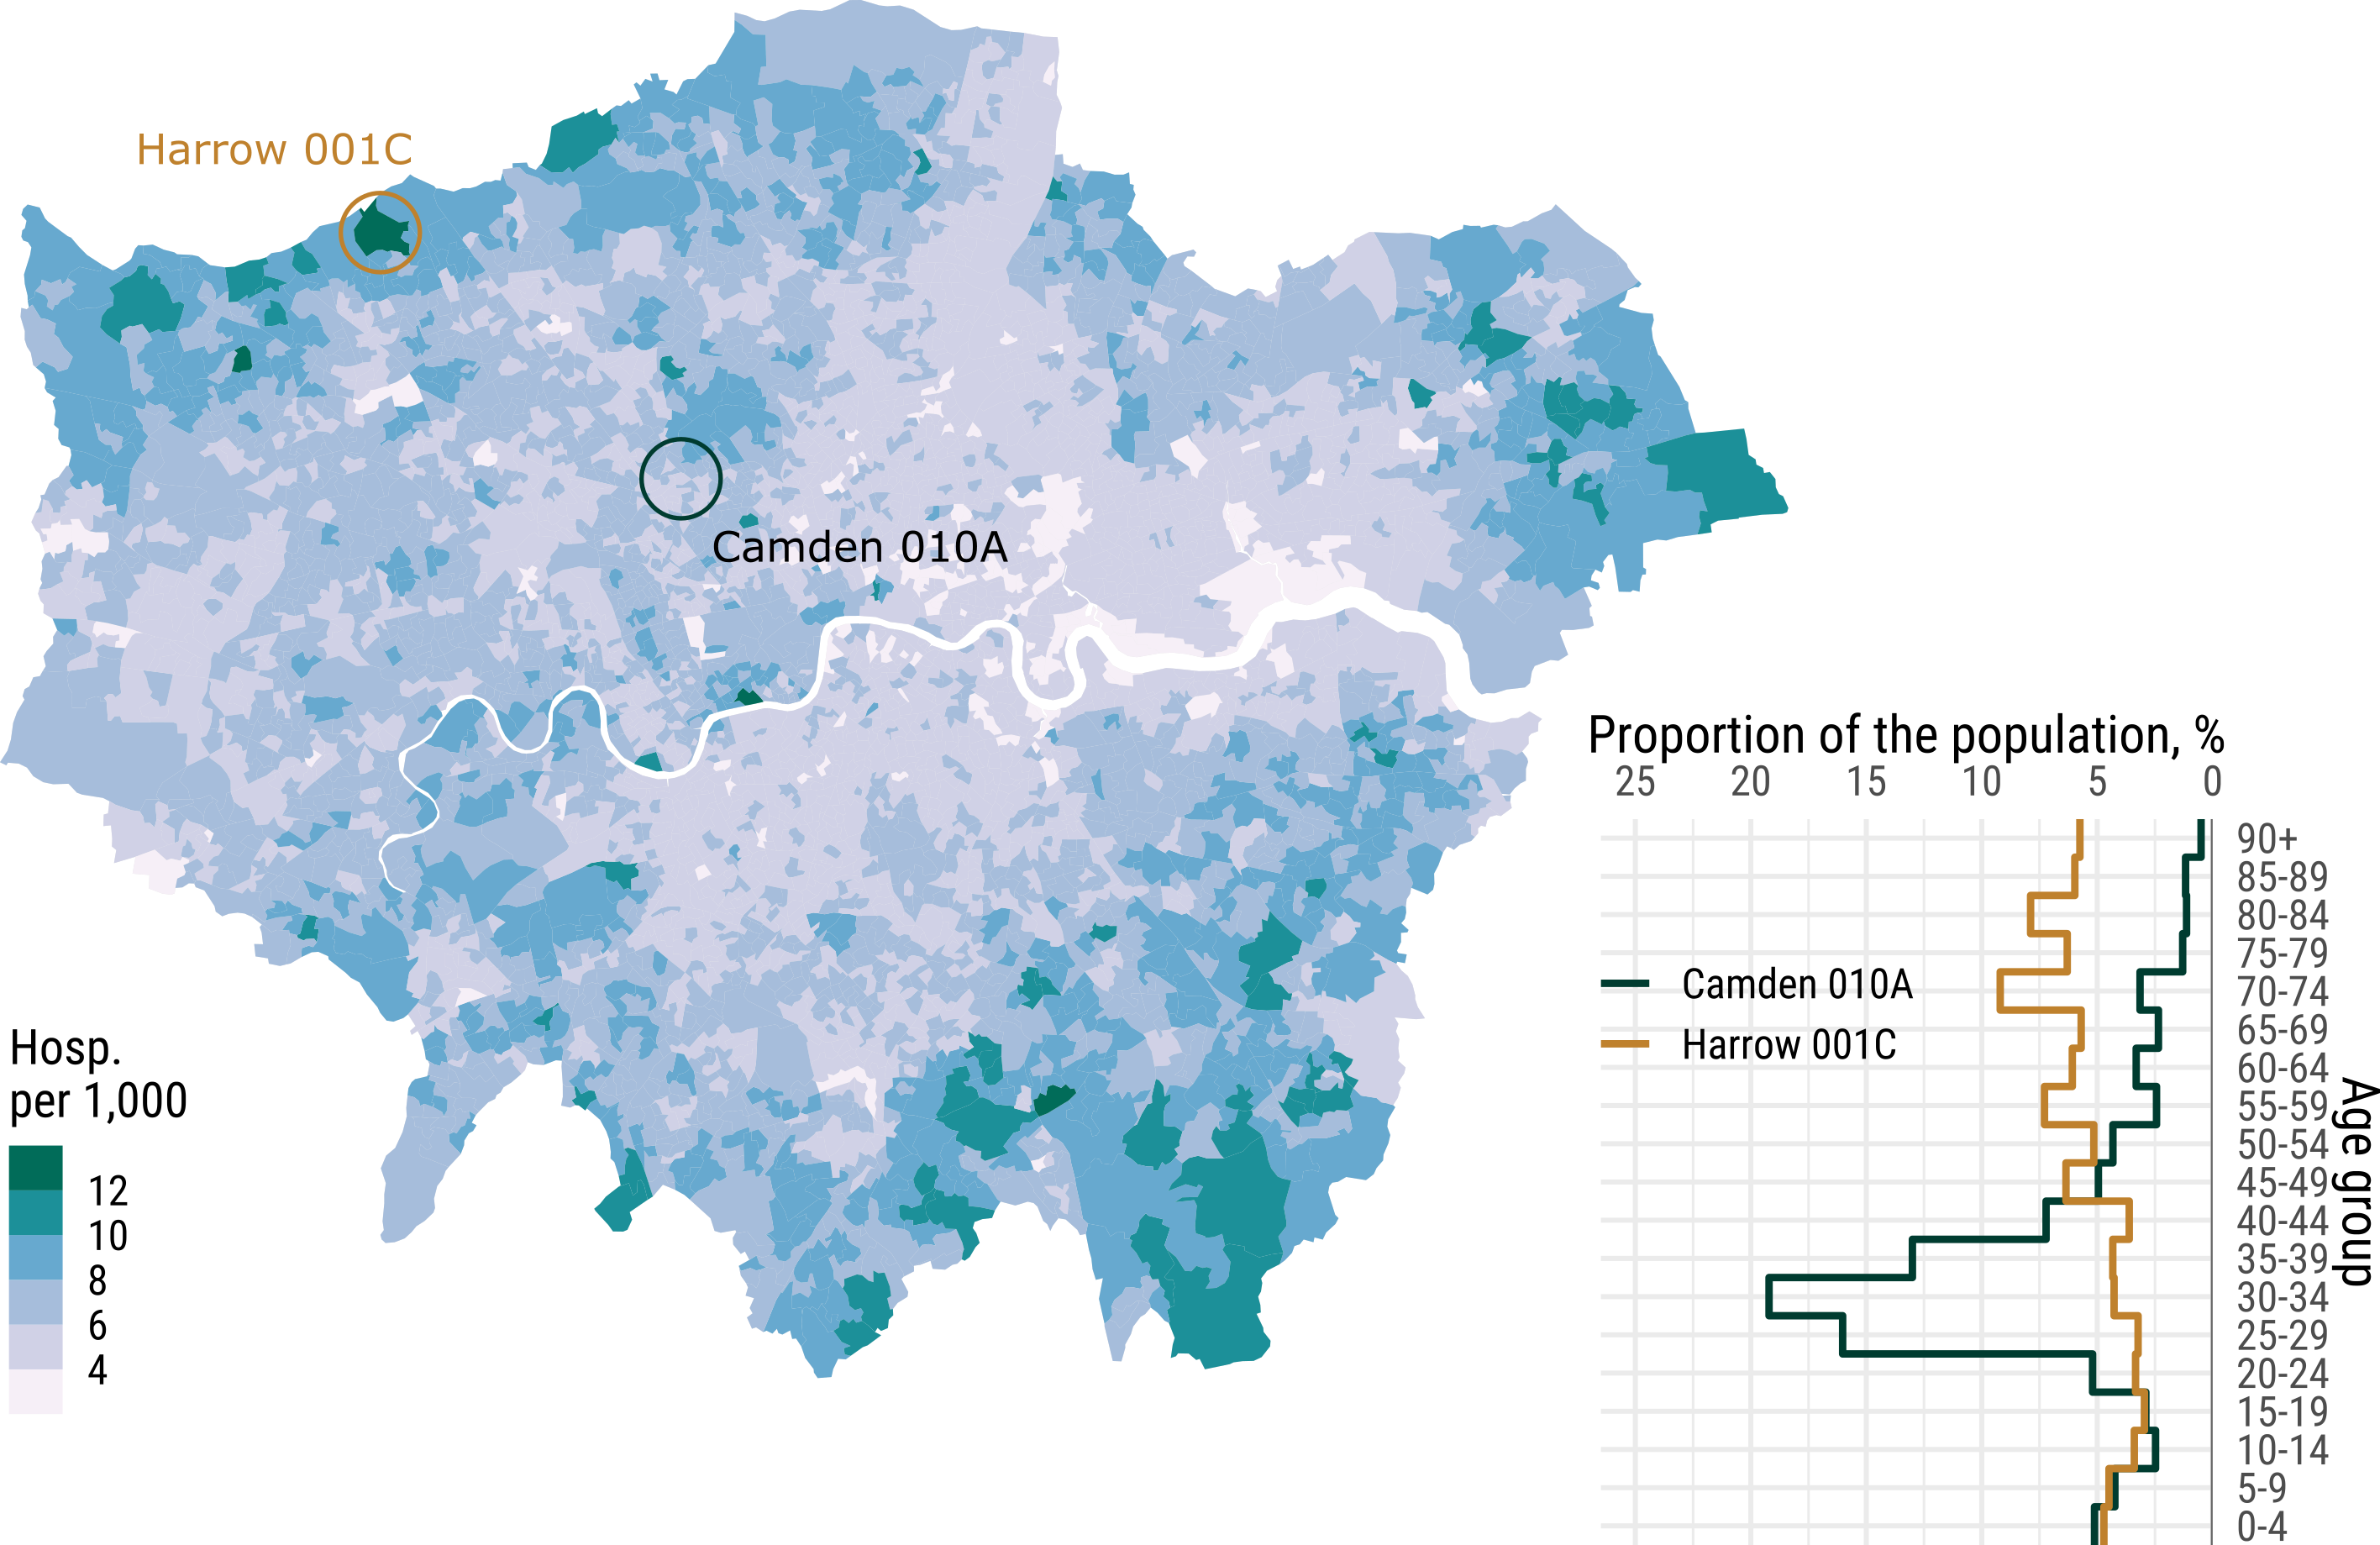 Harrow 001C
Camden 010A
Hosp.
per 1,000
12
10
8
6
4
Proportion of the population, %
25 20 15 10 5 0
90+
85-89
80-84
75-79
70-74
65-69
60-64
55-59
50-54
45-49
40-44
35-39
30-34
25-29
20-24
15-19
10-14
5-9
0-4
Age group
Camden 010A
Harrow 001C